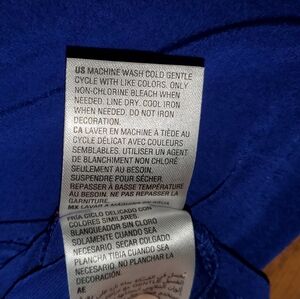 US MACHINE WASH COLD GENTLE
CYCLE WITH LIKE COLORS. ONLY
NON-CHLORINE BLEACH WHEN
NEEDED. LINE DRY. COOL IRON
WHEN NEEDED. DO NOT IRON
DECORATION.
CA LAVER EN MACHINE À TIÈDE AU
CYCLE DÉLICAT AVEC COULEURS
SEMBLABLES. UTILISER UN AGENT
DE BLANCHIMENT NON CHLORÉ
SEULEMENT AU BESOIN.
SUSPENDRE POUR SÉCHER.
REPASSER À BASSE TEMPÉRATURE
AU BESOIN. NE PAS REPASSER LA
GARNITURE.
MX LAVAR A
FRÍA CICLO DELICADO CON
COLORES SIMILARES.
BLANQUEADOR SIN CLORO
SOLAMENTE CUANDO SEA
NECESARIO. SECAR COLGADO.
PLANCHA TIBIA CUANDO SEA
NECESARIO. NO PLANCHAR LA
DECORACIÓN.
AE